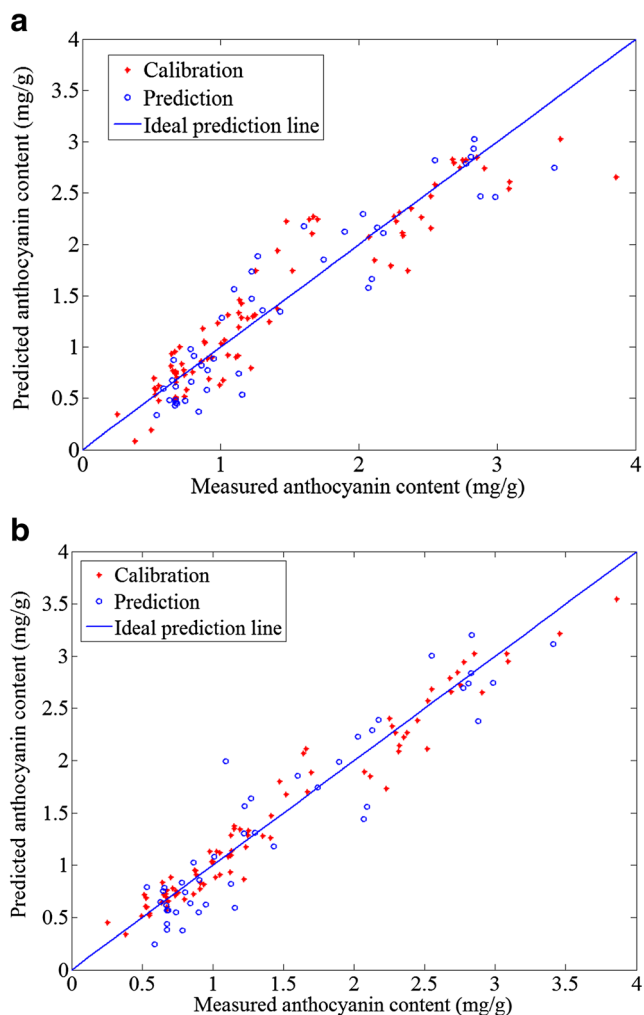 a
4
3.5
3
2.5
2
1.5
1
0.5
0
Predicted anthocyanin content (mg/g)
Calibration
Prediction
Ideal prediction line
0 1 2 3 4
Measured anthocyanin content (mg/g)
b
4
3.5
3
2.5
2
1.5
1
0.5
0
Predicted anthocyanin content (mg/g)
Calibration
Prediction
Ideal prediction line
0 0.5 1 1.5 2 2.5 3 3.5 4
Measured anthocyanin content (mg/g)